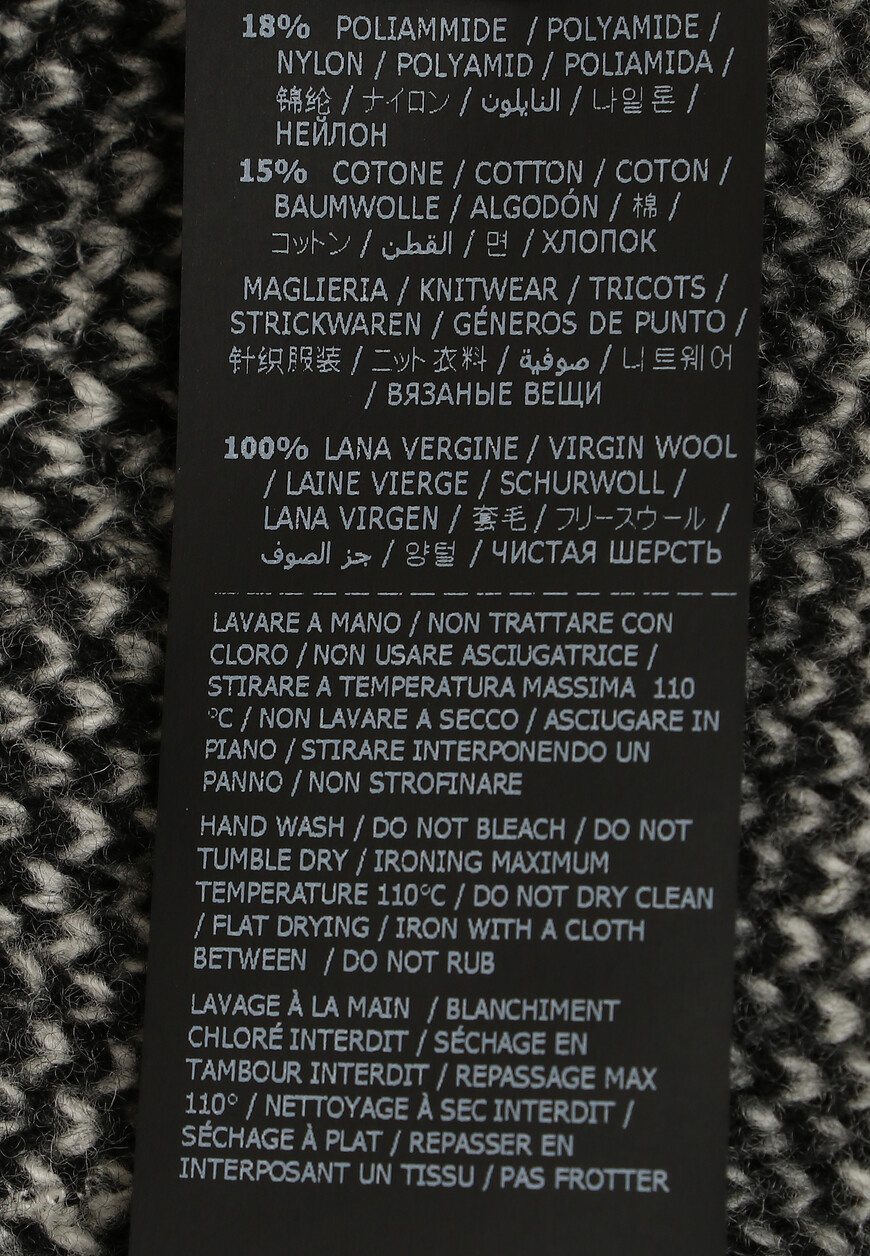 18% POLIAMMIDE / POLYAMIDE /
NYLON / POLYAMID / POLIAMIDA /
锦纶 / ナイロン / النايلون / 나일론 /
НЕЙЛОН
15% COTONE / COTTON / COTON /
BAUMWOLLE / ALGODÓN / 棉 /
コットン / القطن / 면 / ХЛОПОК
MAGLIERIA / KNITWEAR / TRICOTS /
STRICKWAREN / GÉNEROS DE PUNTO /
针织服装 / ニット衣料 / صوفية / 니트웨어
/ ВЯЗАНЫЕ ВЕЩИ
100% LANA VERGINE / VIRGIN WOOL
/ LAINE VIERGE / SCHURWOLL /
LANA VIRGEN / 套毛 / フリースウール /
جز الصوف / 양털 / ЧИСТАЯ ШЕРСТЬ
LAVARE A MANO / NON TRATTARE CON
CLORO / NON USARE ASCIUGATRICE /
STIRARE A TEMPERATURA MASSIMA 110
°C / NON LAVARE A SECCO / ASCIUGARE IN
PIANO / STIRARE INTERPONENDO UN
PANNO / NON STROFINARE
HAND WASH / DO NOT BLEACH / DO NOT
TUMBLE DRY / IRONING MAXIMUM
TEMPERATURE 110°C / DO NOT DRY CLEAN
/ FLAT DRYING / IRON WITH A CLOTH
BETWEEN / DO NOT RUB
LAVAGE À LA MAIN / BLANCHIMENT
CHLORÉ INTERDIT / SÉCHAGE EN
TAMBOUR INTERDIT / REPASSAGE MAX
110° / NETTOYAGE À SEC INTERDIT /
SÉCHAGE À PLAT / REPASSER EN
INTERPOSANT UN TISSU / PAS FROTTER